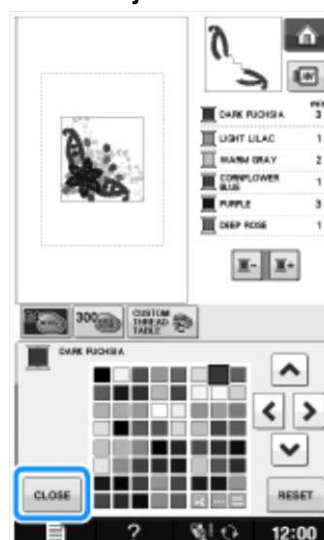 DARK FUCHSIA 3
LIGHT LILAC 1
WARM GRAY 2
CORNFLOWER BLUE 1
PURPLE 3
DEEP ROSE 1
300
CUSTOM
THREAD
TABLE
DARK FUCHSIA
CLOSE
RESET
?
12:00